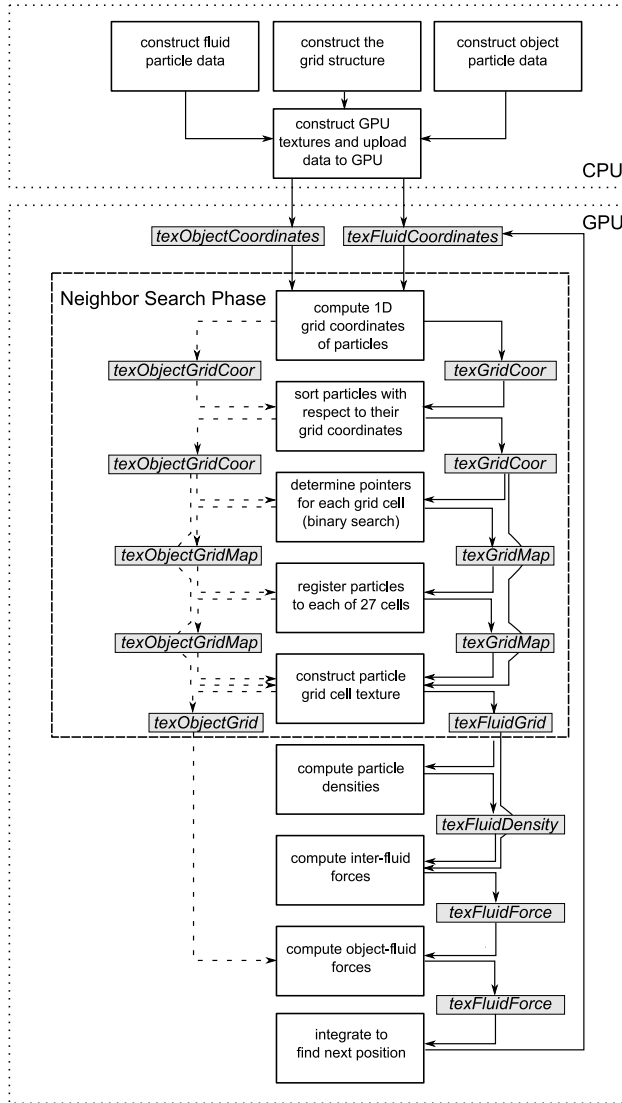 construct fluid
particle data
construct the
grid structure
construct object
particle data
construct GPU
textures and upload
data to GPU
CPU
GPU
texObjectCoordinates
texFluidCoordinates
Neighbor Search Phase
compute 1D
grid coordinates
of particles
texObjectGridCoor
texGridCoor
sort particles with
respect to their
grid coordinates
texObjectGridCoor
texGridCoor
determine pointers
for each grid cell
(binary search)
texObjectGridMap
texGridMap
register particles
to each of 27 cells
texObjectGridMap
texGridMap
construct particle
grid cell texture
texObjectGrid
texFluidGrid
compute particle
densities
texFluidDensity
compute inter-fluid
forces
texFluidForce
compute object-fluid
forces
texFluidForce
integrate to
find next position